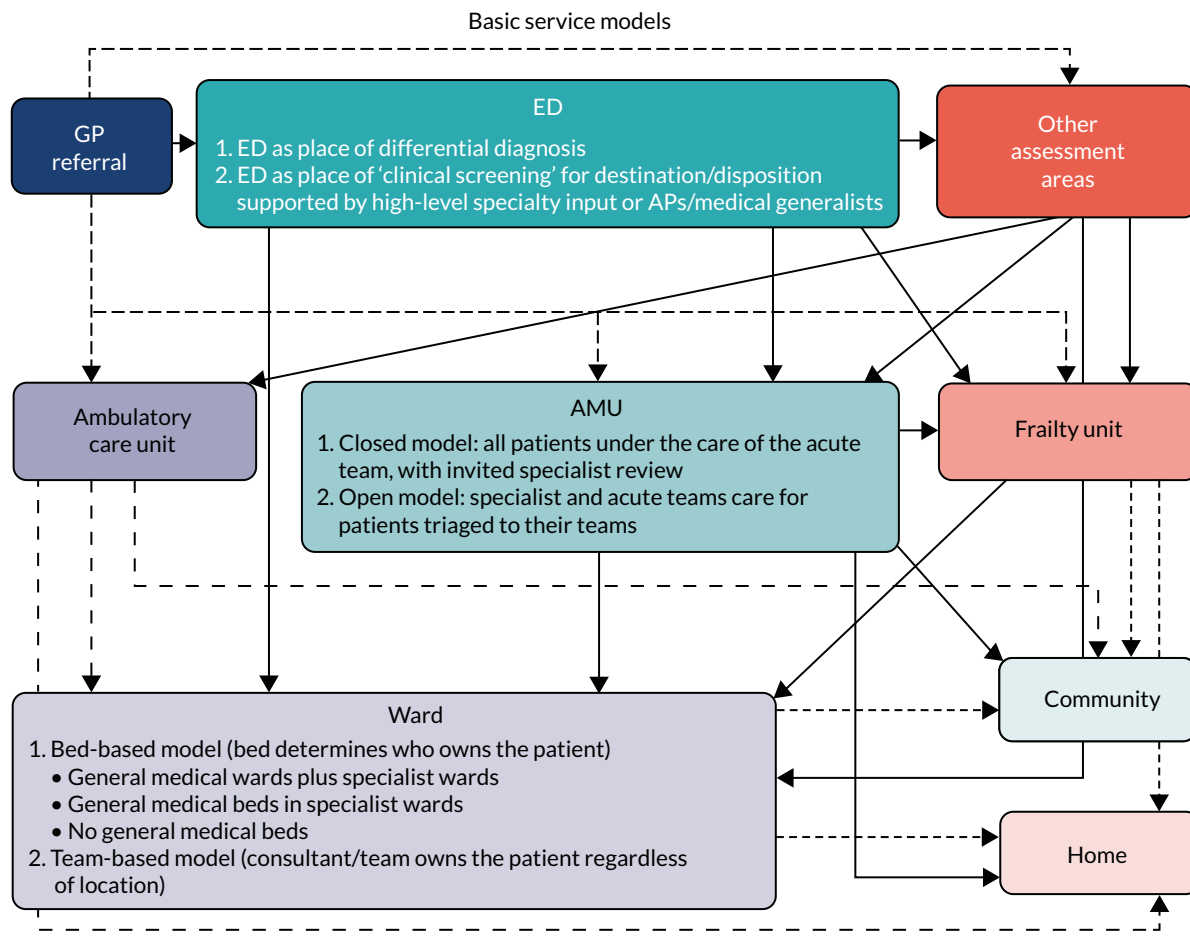 Basic service models
GP
referral
ED
1. ED as place of differential diagnosis
2. ED as place of ‘clinical screening’ for destination/disposition
supported by high-level specialty input or APs/medical generalists
Other
assessment
areas
Ambulatory
care unit
AMU
1. Closed model: all patients under the care of the acute
team, with invited specialist review
2. Open model: specialist and acute teams care for
patients triaged to their teams
Frailty unit
Ward
1. Bed-based model (bed determines who owns the patient)
• General medical wards plus specialist wards
• General medical beds in specialist wards
• No general medical beds
2. Team-based model (consultant/team owns the patient regardless
of location)
Community
Home